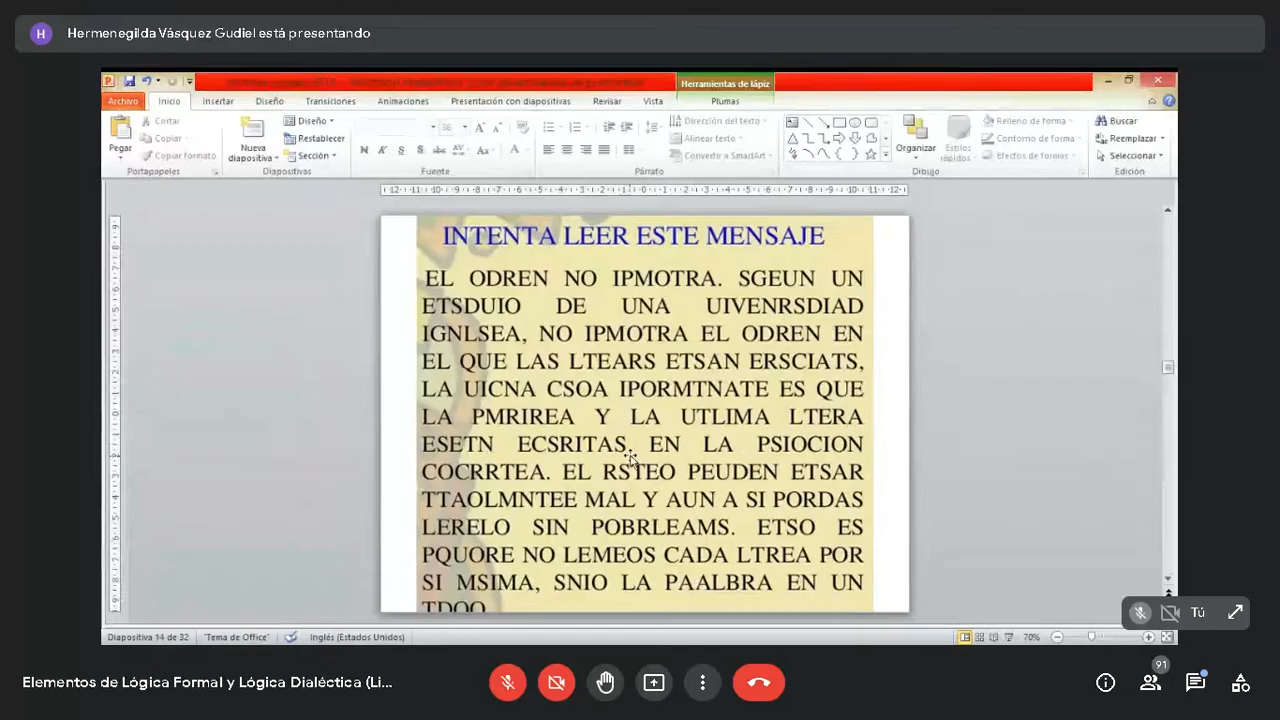 H Hermenegilda Vásquez Gudiel está presentando
Herramientas de lápiz
Archivo Inicio Insertar Diseño Transiciones Animaciones Presentación con diapositivas Revisar Vista Plumas
Pegar
Cortar
Copiar
Copiar formato
Portapapeles
Nueva diapositiva
Diseño
Restablecer
Sección
Diapositivas
36
Fuente
Dirección del texto
Alinear texto
Convertir a SmartArt
Párrafo
Organizar
Estilos rápidos
Relleno de forma
Contorno de forma
Efectos de formas
Dibujo
Buscar
Reemplazar
Seleccionar
Edición
INTENTA LEER ESTE MENSAJE
EL ODREN NO IPMOTRA. SGEUN UN
ETSDUIO DE UNA UIVENRSDIAD
IGNLSEA, NO IPMOTRA EL ODREN EN
EL QUE LAS LTEARS ETSAN ERSCIATS,
LA UICNA CSOA IPORMTNATE ES QUE
LA PMRIREA Y LA UTLIMA LTERA
ESETN ECSRITAS, EN LA PSIOCION
COCRRTEA. EL RSTEO PEUDEN ETSAR
TTAOLMNTEE MAL Y AUN A SI PORDAS
LERELO SIN POBRLEAMS. ETSO ES
PQUORE NO LEMEOS CADA LTREA POR
SI MSIMA, SNIO LA PAALBRA EN UN
TDOO
Tú
Diapositiva 14 de 32 "Tema de Office" Inglés (Estados Unidos) 70%
Elementos de Lógica Formal y Lógica Dialéctica (Li...
91